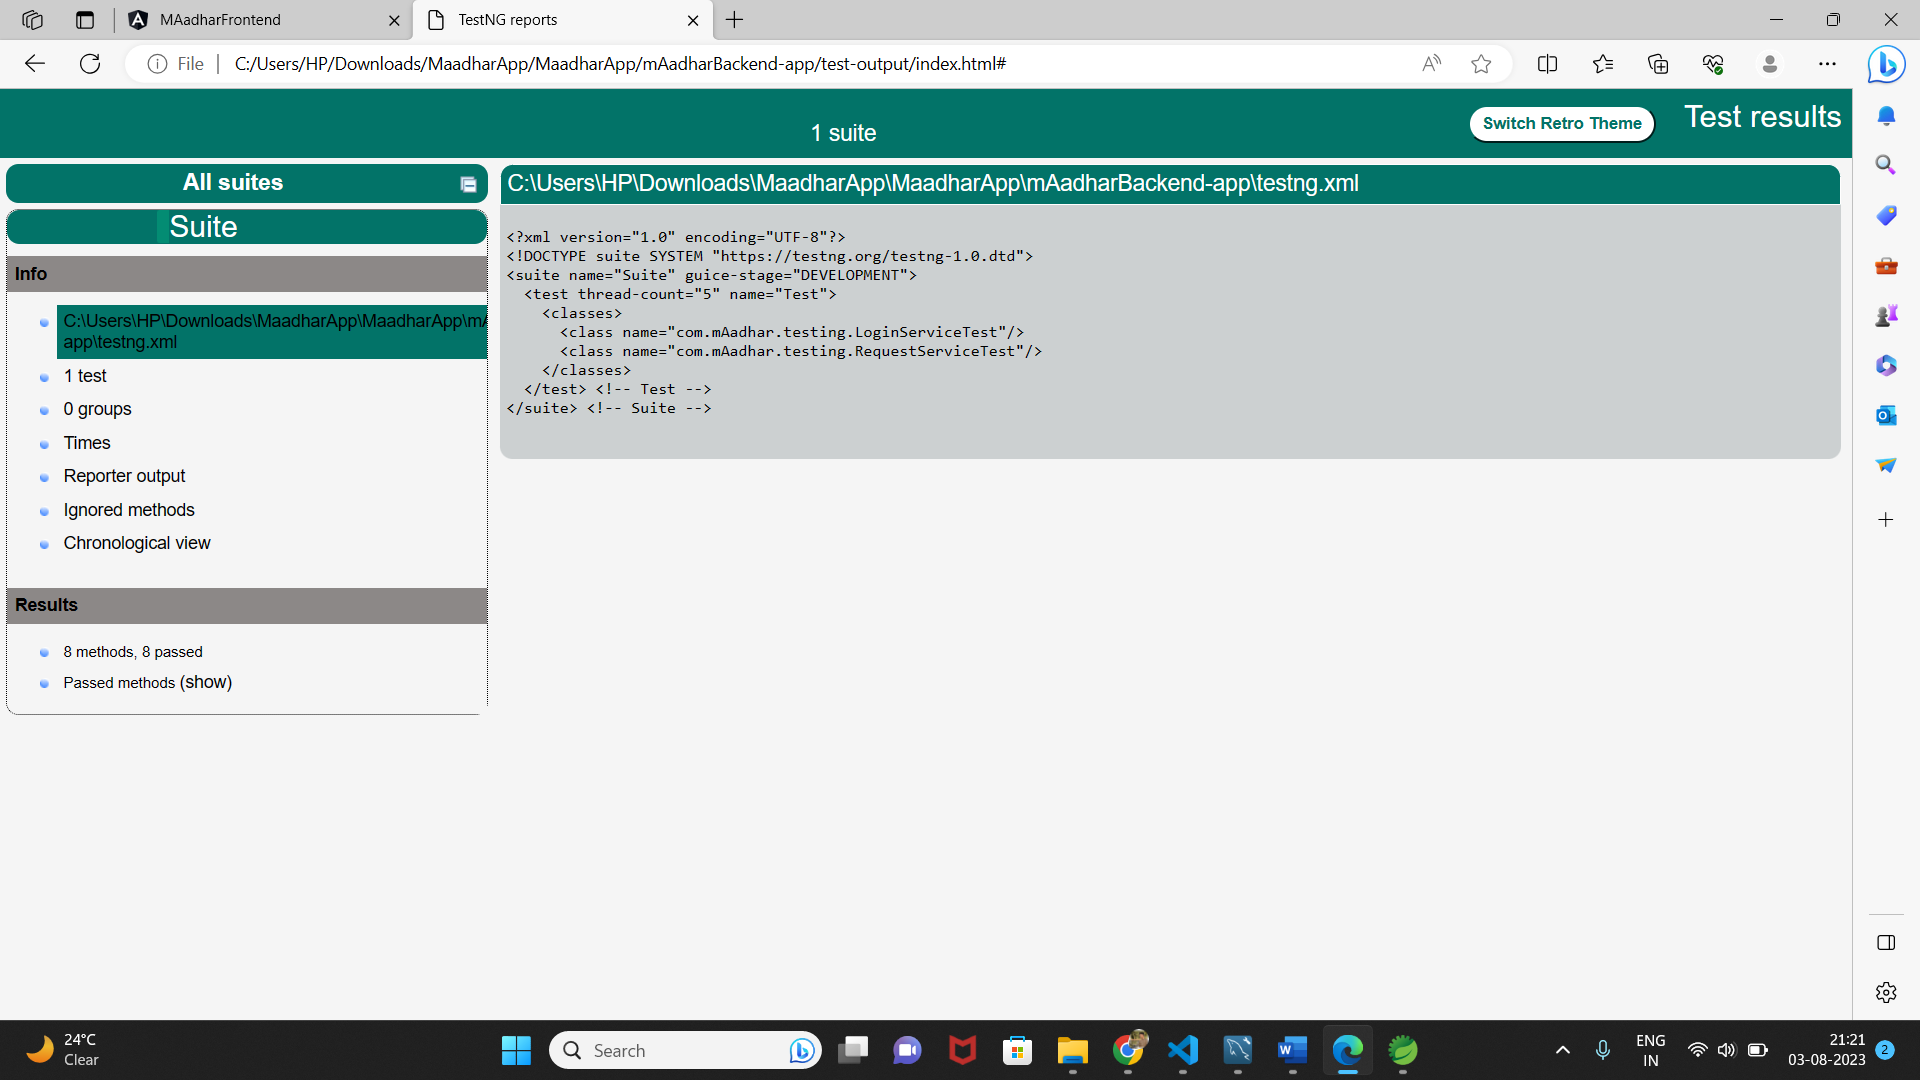 MAadharFrontend
TestNG reports
File
C:/Users/HP/Downloads/MaadharApp/MaadharApp/mAadharBackend-app/test-output/index.html#
1 suite
Switch Retro Theme
Test results
All suites
Suite
Info
C:\Users\HP\Downloads\MaadharApp\MaadharApp\mA
app\testng.xml
1 test
0 groups
Times
Reporter output
Ignored methods
Chronological view
Results
8 methods, 8 passed
Passed methods (show)
C:\Users\HP\Downloads\MaadharApp\MaadharApp\mAadharBackend-app\testng.xml
<?xml version="1.0" encoding="UTF-8"?>
<!DOCTYPE suite SYSTEM "https://testng.org/testng-1.0.dtd">
<suite name="Suite" guice-stage="DEVELOPMENT">
  <test thread-count="5" name="Test">
    <classes>
      <class name="com.mAadhar.testing.LoginServiceTest"/>
      <class name="com.mAadhar.testing.RequestServiceTest"/>
    </classes>
  </test> <!-- Test -->
</suite> <!-- Suite -->
24°C
Clear
Search
ENG
IN
21:21
03-08-2023
2